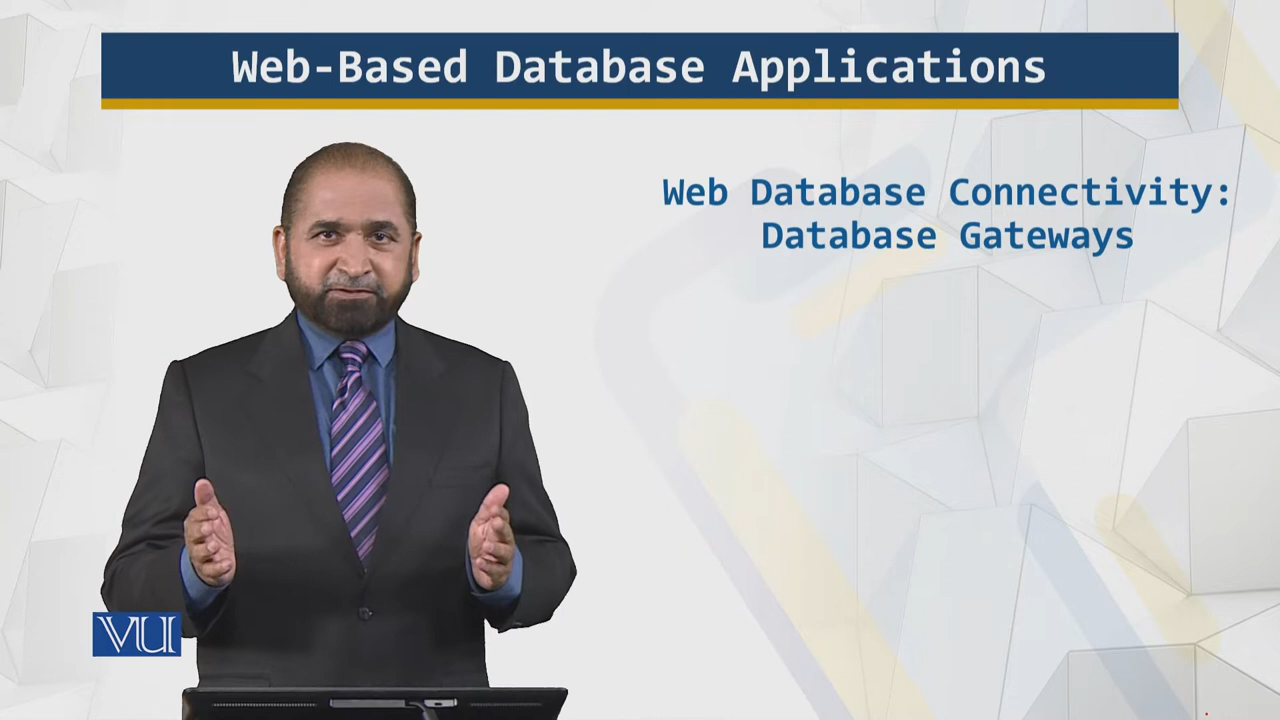 Web-Based Database Applications
Web Database Connectivity:
Database Gateways
VU